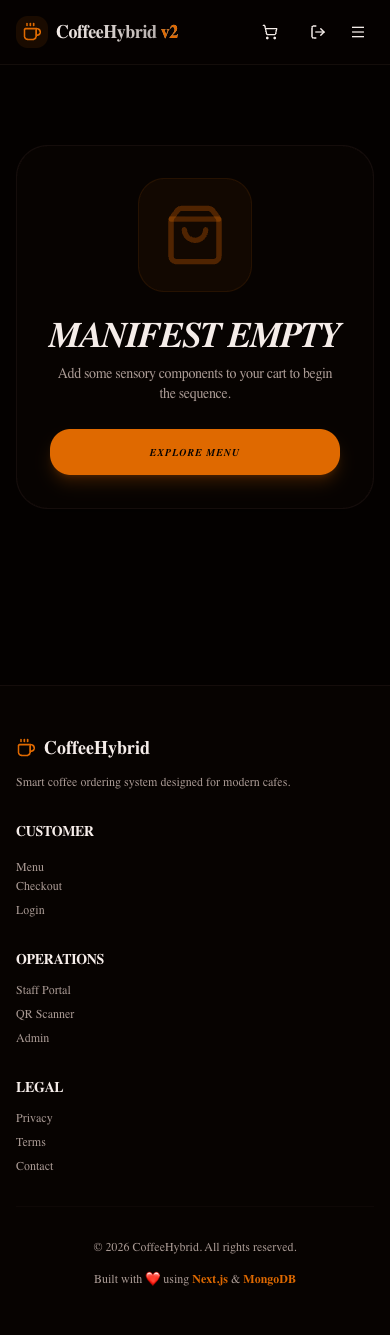 CoffeeHybrid v2
MANIFEST EMPTY
Add some sensory components to your cart to begin
the sequence.
EXPLORE MENU
CoffeeHybrid
Smart coffee ordering system designed for modern cafes.
CUSTOMER
Menu
Checkout
Login
OPERATIONS
Staff Portal
QR Scanner
Admin
LEGAL
Privacy
Terms
Contact
© 2026 CoffeeHybrid. All rights reserved.
Built with ❤️ using Next.js & MongoDB